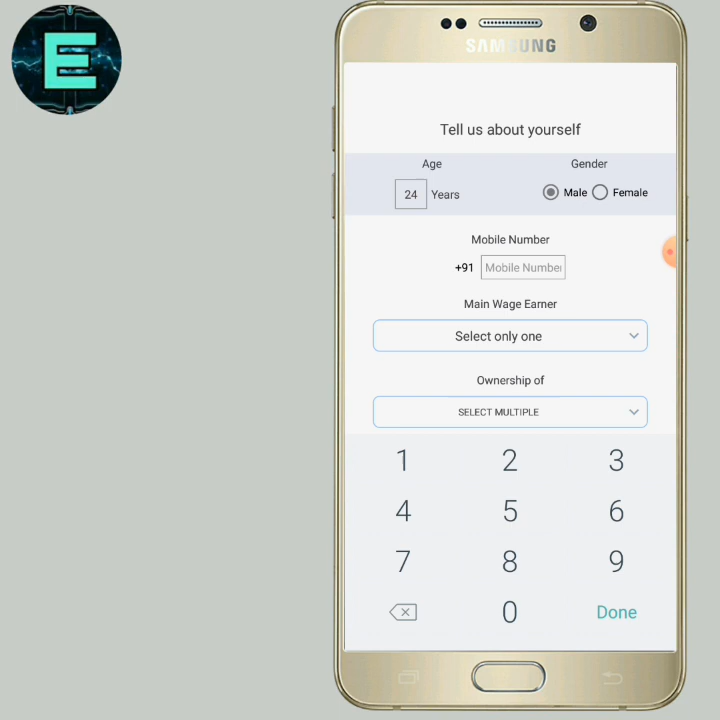 E
SAMSUNG
Tell us about yourself
Age Gender
24 Years Male Female
Mobile Number
+91 Mobile Number
Main Wage Earner
Select only one
Ownership of
SELECT MULTIPLE
1 2 3
4 5 6
7 8 9
0 Done